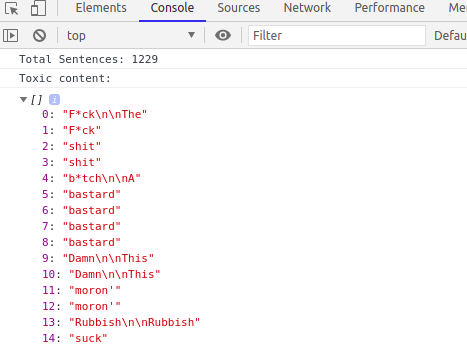 Elements Console Sources Network Performance Me
top Filter Defau
Total Sentences: 1229
Toxic content:
[] i
0: "F*ck\n\nThe"
1: "F*ck"
2: "shit"
3: "shit"
4: "b*tch\n\nA"
5: "bastard"
6: "bastard"
7: "bastard"
8: "bastard"
9: "Damn\n\nThis"
10: "Damn\n\nThis"
11: "moron'"
12: "moron'"
13: "Rubbish\n\nRubbish"
14: "suck"